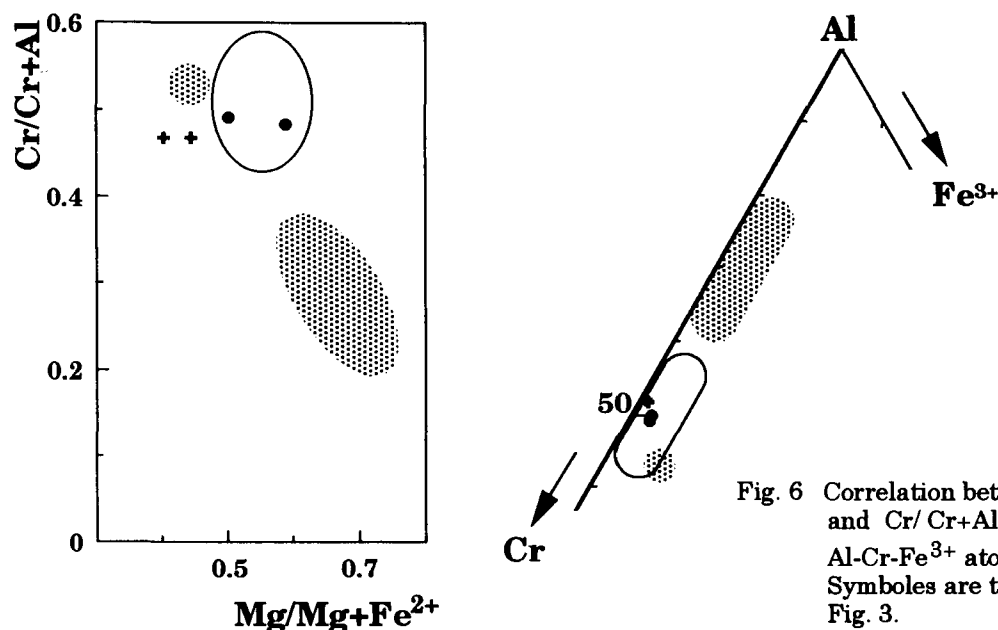 Cr/Cr+Al
0.6
0.4
0.2
0
0.5 0.7
Mg/Mg+Fe²⁺
Al
Fe³⁺
50
Cr
Fig. 6 Correlation bet
and Cr/ Cr+Al
Al-Cr-Fe³⁺ ato
Symboles are t
Fig. 3.